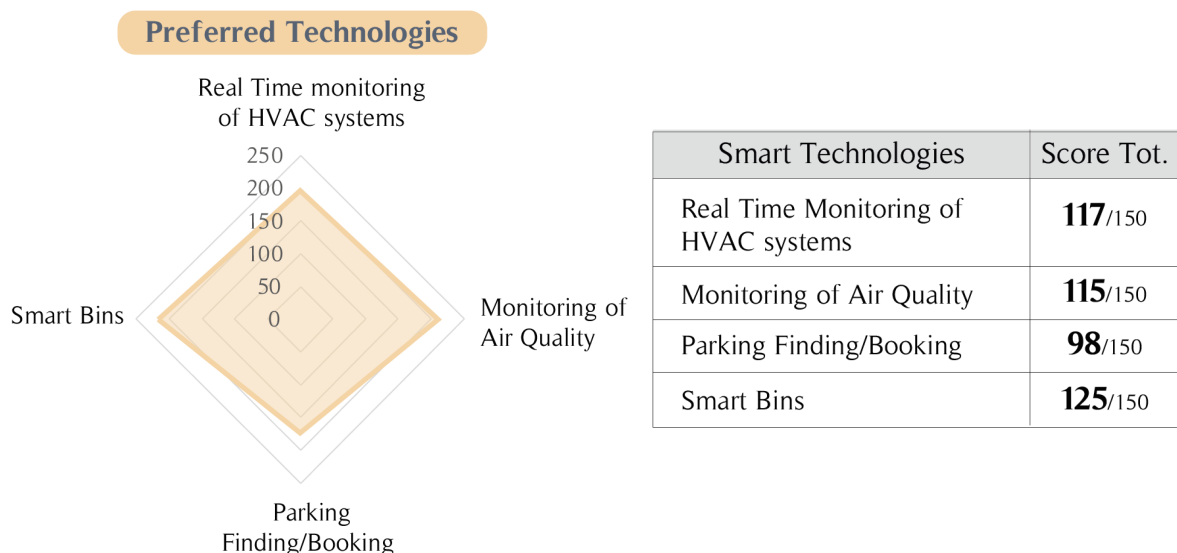 Preferred Technologies
Real Time monitoring
of HVAC systems
250
200
150
100
50
0
Smart Bins
Monitoring of
Air Quality
Parking
Finding/Booking
Smart Technologies Score Tot.
Real Time Monitoring of
HVAC systems 117/150
Monitoring of Air Quality 115/150
Parking Finding/Booking 98/150
Smart Bins 125/150